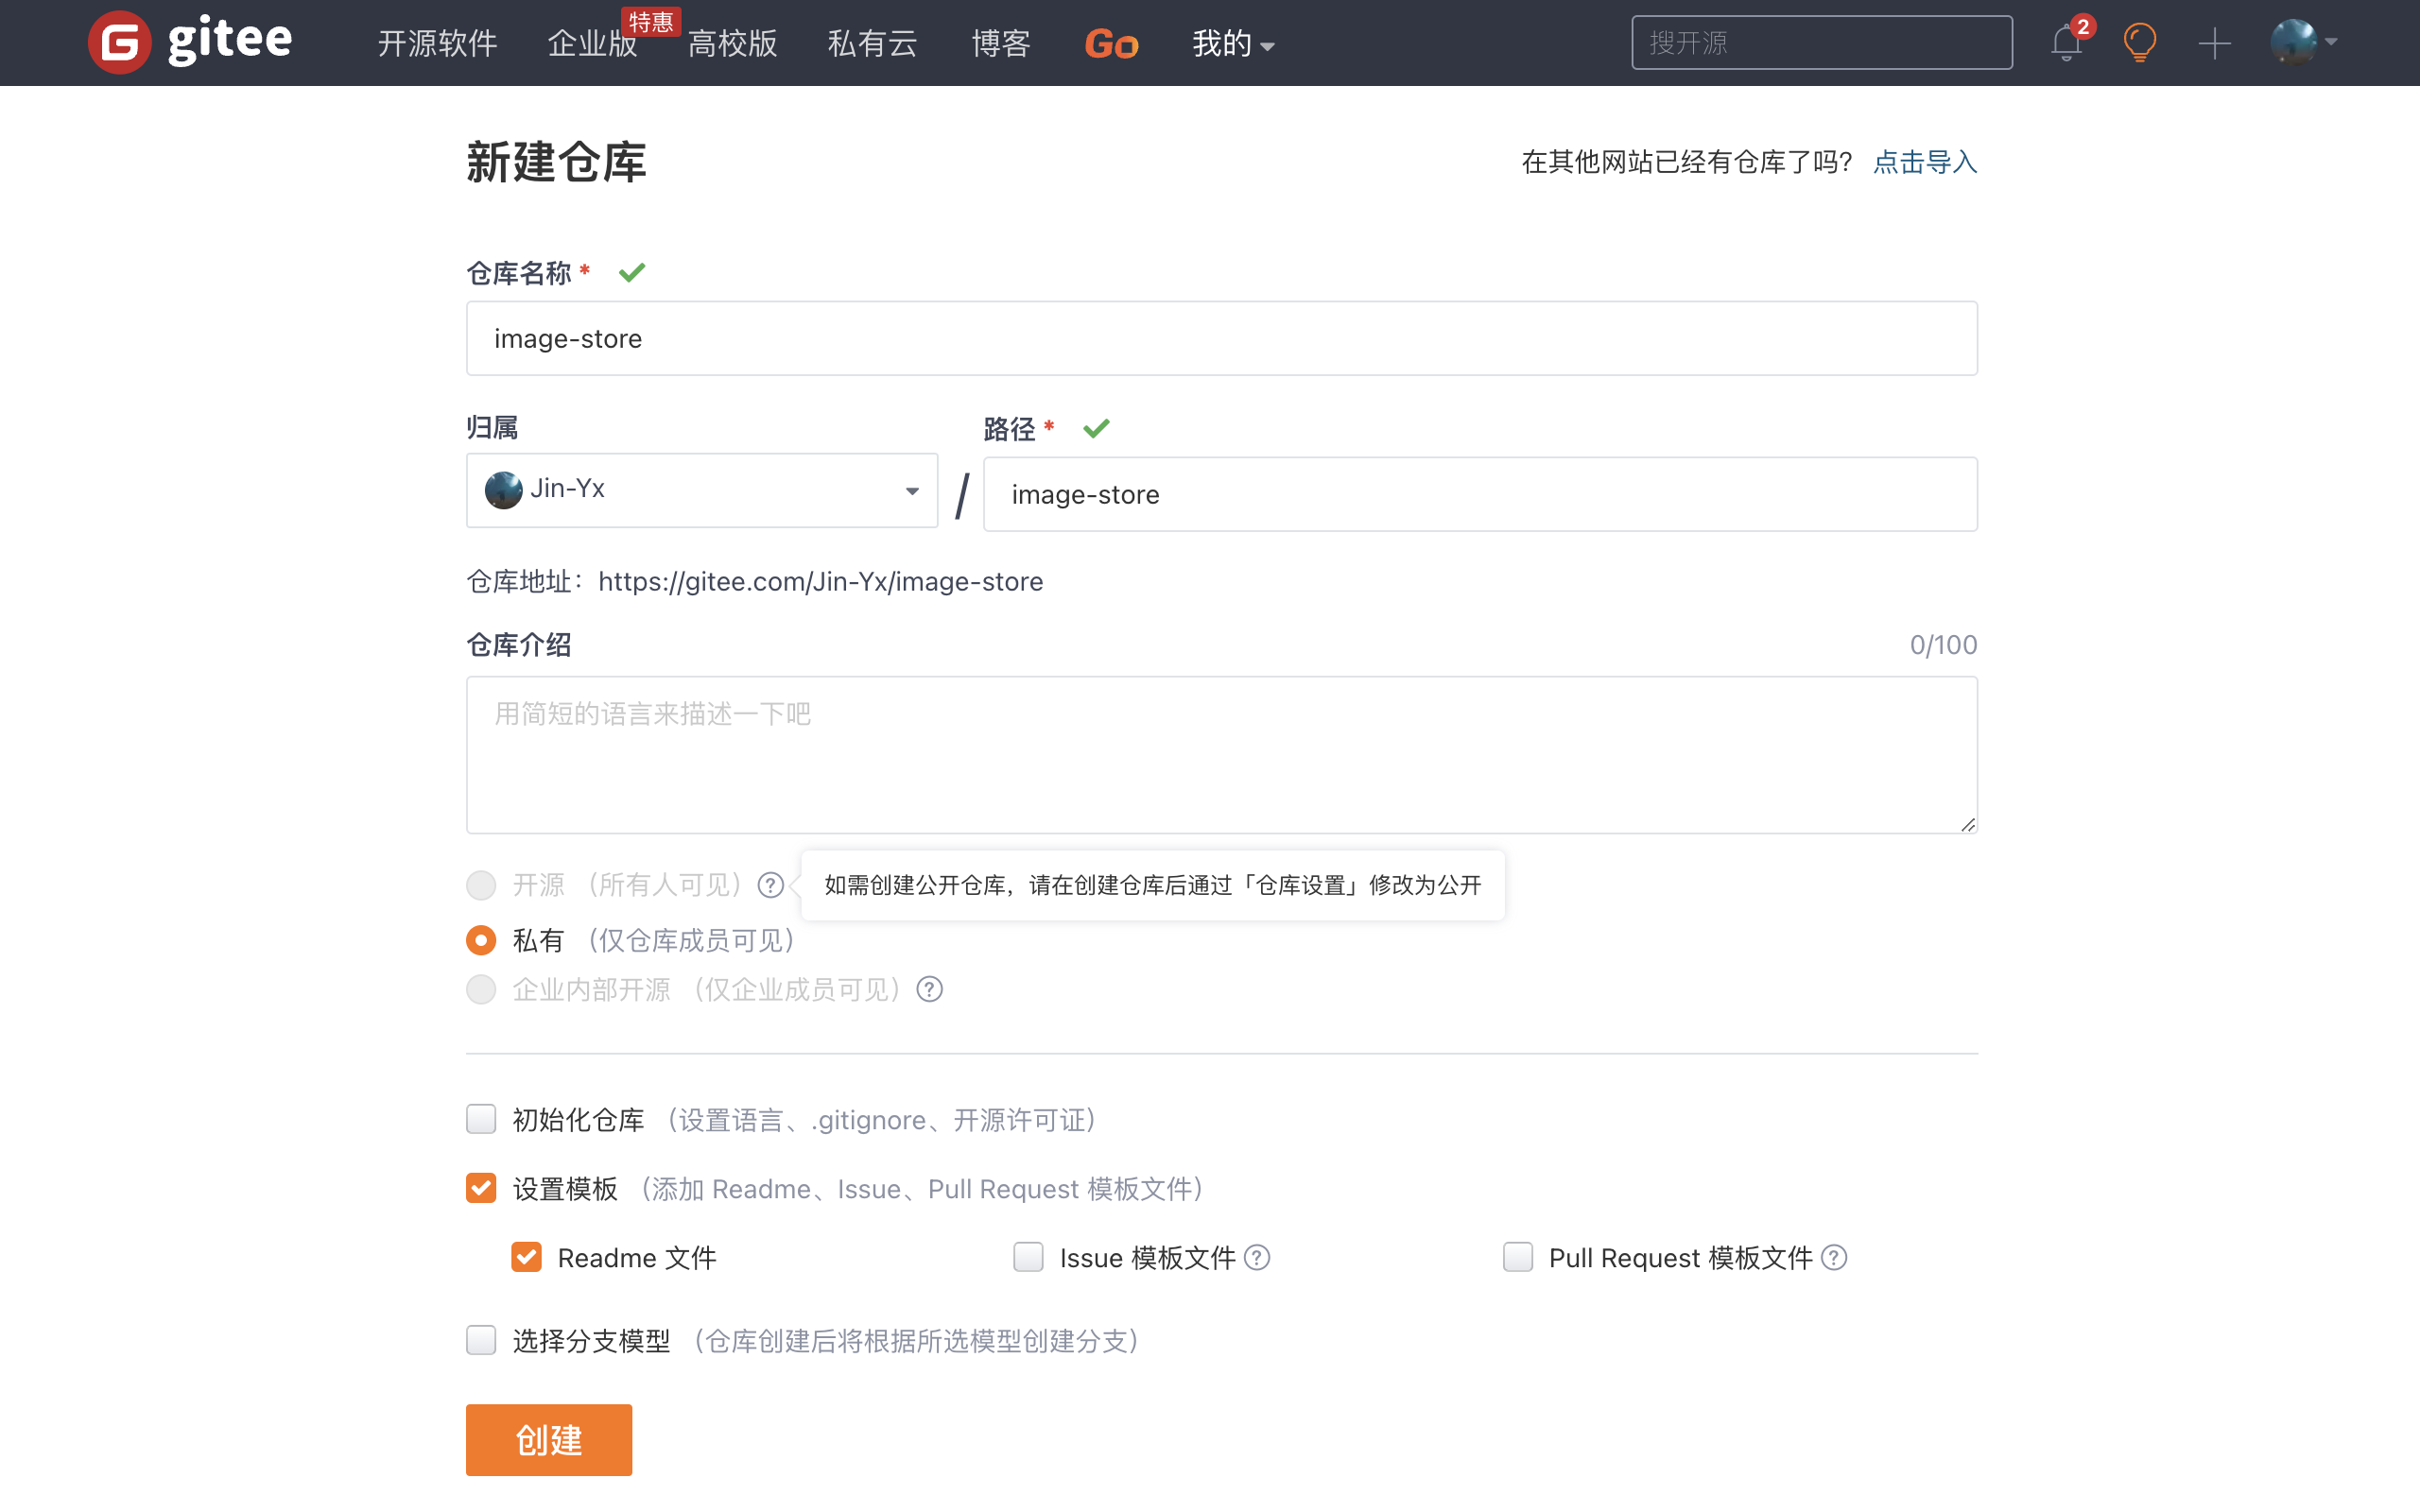 gitee 开源软件 企业版 特惠 高校版 私有云 博客 Go 我的 搜开源 2
新建仓库 在其他网站已经有仓库了吗? 点击导入
仓库名称 *
image-store
归属 路径 *
Jin-Yx / image-store
仓库地址：https://gitee.com/Jin-Yx/image-store
仓库介绍 0/100
用简短的语言来描述一下吧
开源 （所有人可见） ? 如需创建公开仓库，请在创建仓库后通过「仓库设置」修改为公开
私有 （仅仓库成员可见）
企业内部开源 （仅企业成员可见） ?
初始化仓库 （设置语言、.gitignore、开源许可证）
设置模板 （添加 Readme、Issue、Pull Request 模板文件）
Readme 文件 Issue 模板文件 ? Pull Request 模板文件 ?
选择分支模型 （仓库创建后将根据所选模型创建分支）
创建